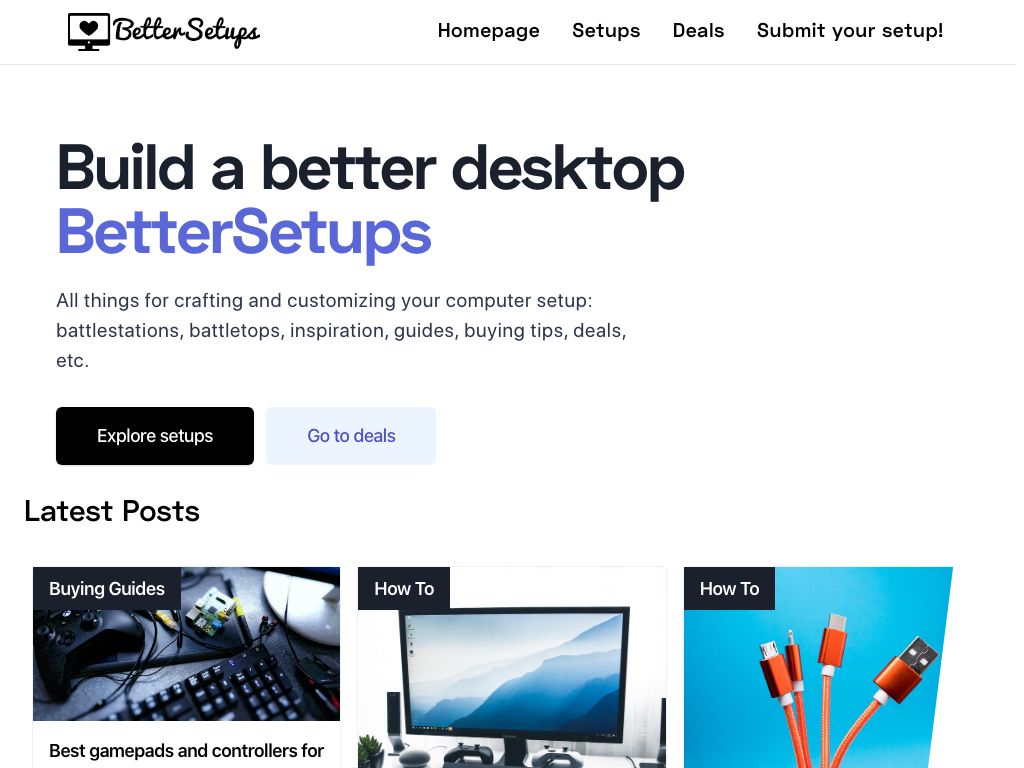 BetterSetups
Homepage
Setups
Deals
Submit your setup!
Build a better desktop
BetterSetups
All things for crafting and customizing your computer setup:
battlestations, battletops, inspiration, guides, buying tips, deals,
etc.
Explore setups
Go to deals
Latest Posts
Buying Guides
How To
How To
Best gamepads and controllers for